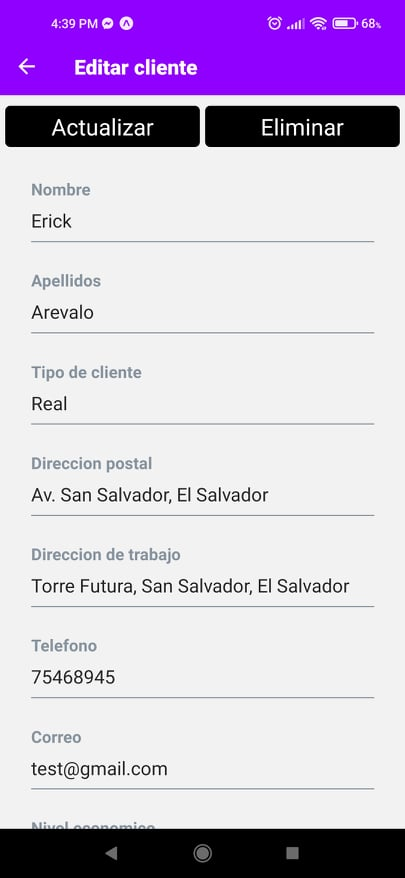 4:39 PM
68%
Editar cliente
Actualizar
Eliminar
Nombre
Erick
Apellidos
Arevalo
Tipo de cliente
Real
Direccion postal
Av. San Salvador, El Salvador
Direccion de trabajo
Torre Futura, San Salvador, El Salvador
Telefono
75468945
Correo
test@gmail.com
Nivel economico